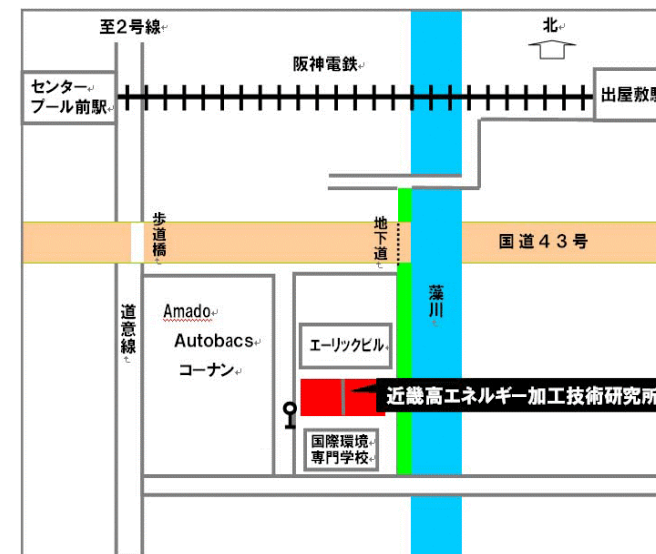 至2号線
北
阪神電鉄
センター
プール前駅
出屋敷駅
歩道橋
地下道
国道43号
道意線
藻川
Amado
Autobacs
コーナン
エーリックビル
近畿高エネルギー加工技術研究所
国際環境
専門学校